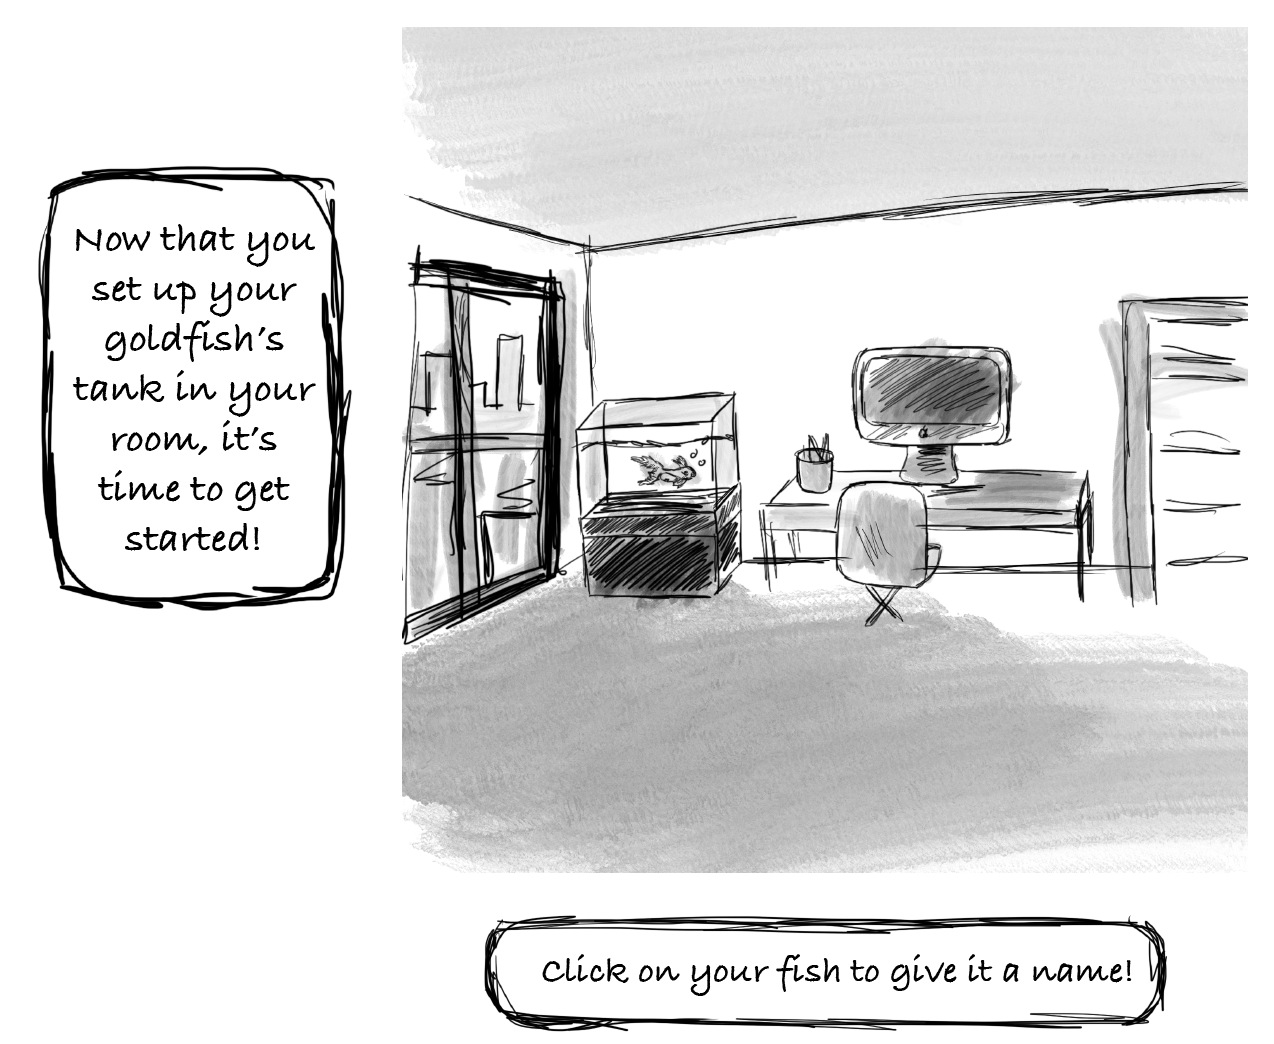 Now that you
set up your
goldfish's
tank in your
room, it's
time to get
started!
Click on your fish to give it a name!